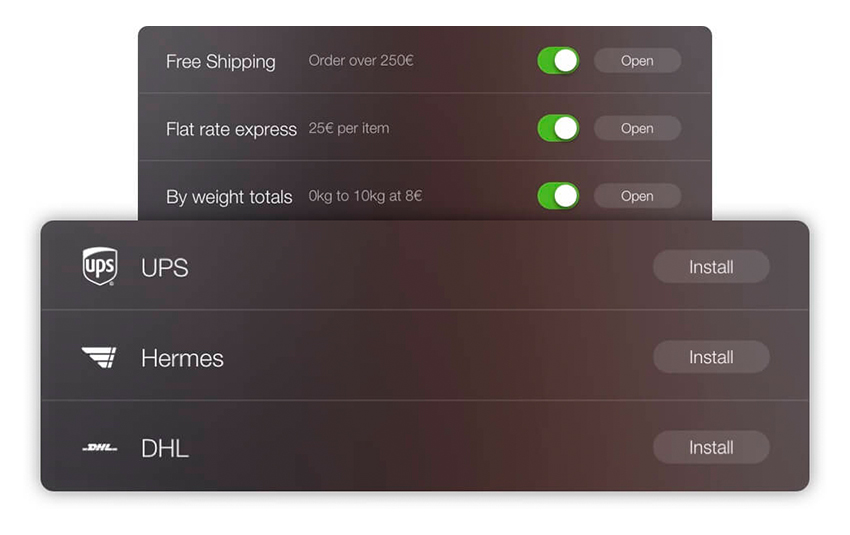 Free Shipping Order over 250€ Open
Flat rate express 25€ per item Open
By weight totals 0kg to 10kg at 8€ Open
ups UPS Install
Hermes Install
DHL DHL Install